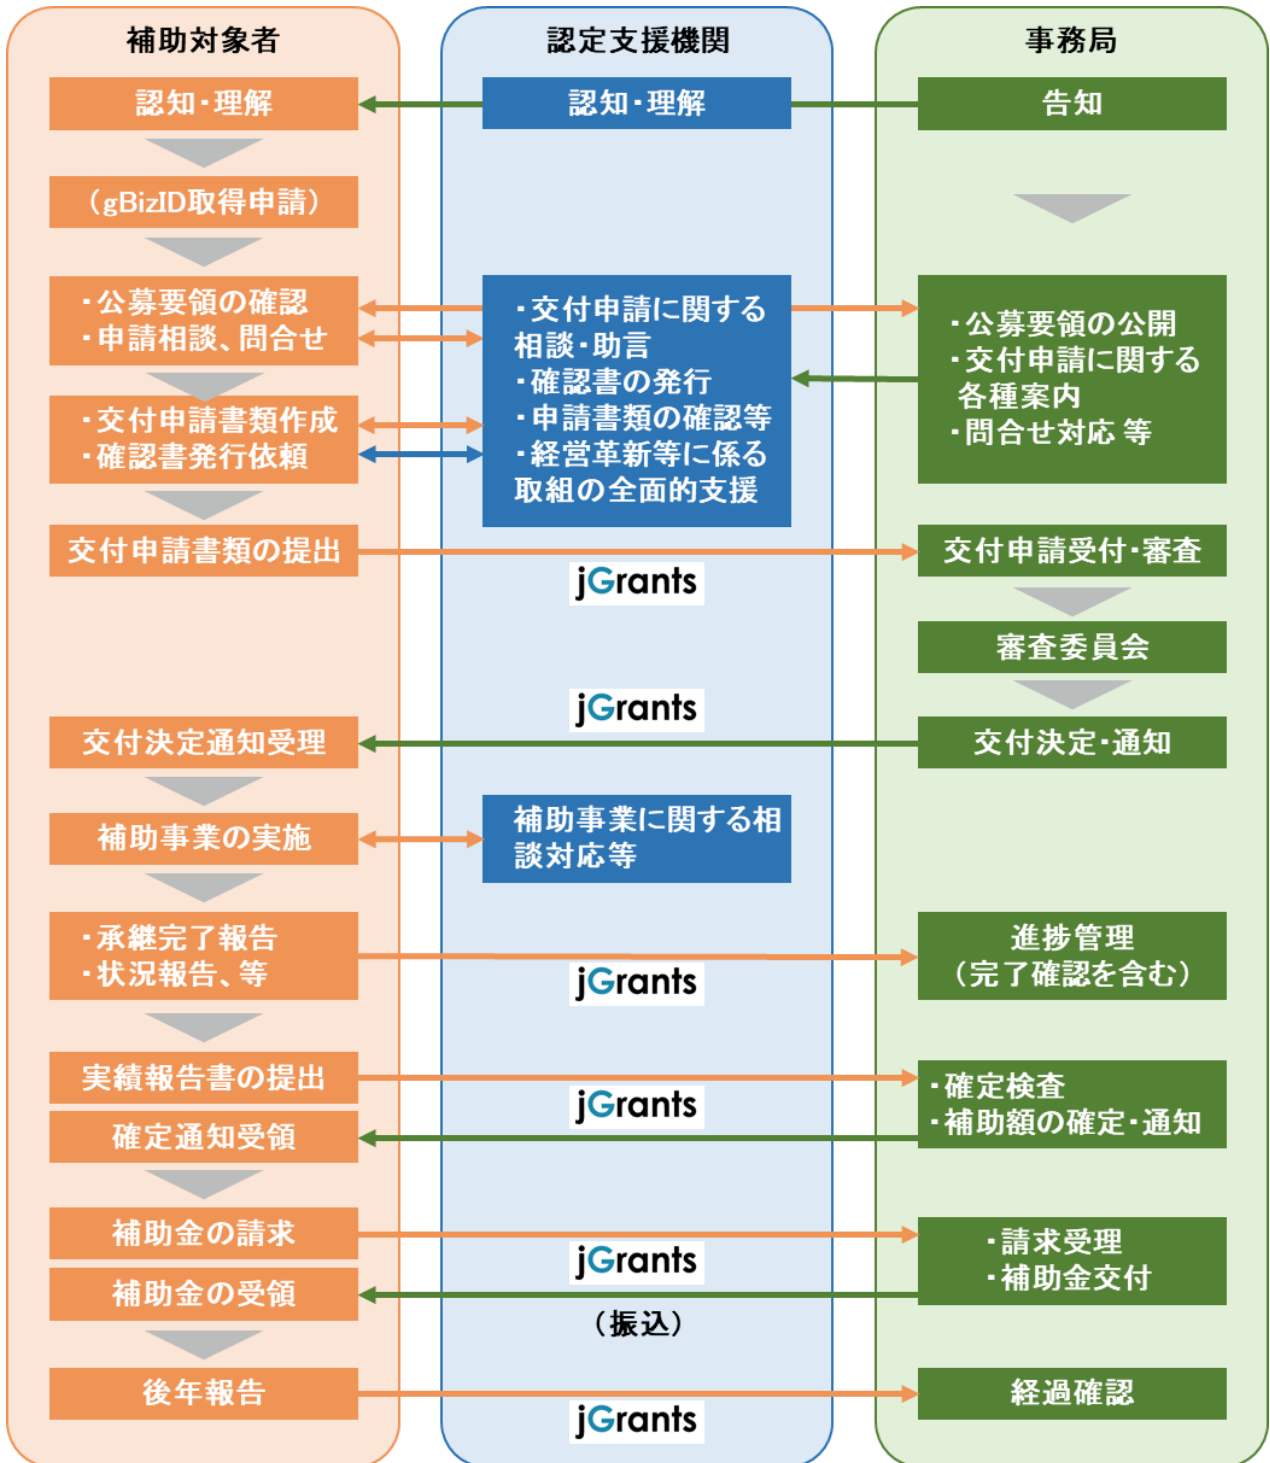 補助対象者
認定支援機関
事務局
認知・理解
認知・理解
告知
（gBizID取得申請）
・公募要領の確認
・申請相談、問合せ
・交付申請に関する
相談・助言
・確認書の発行
・申請書類の確認等
・経営革新等に係る
取組の全面的支援
・公募要領の公開
・交付申請に関する
各種案内
・問合せ対応 等
・交付申請書類作成
・確認書発行依頼
交付申請書類の提出
jGrants
交付申請受付・審査
審査委員会
jGrants
交付決定通知受理
交付決定・通知
補助事業の実施
補助事業に関する相
談対応等
・承継完了報告
・状況報告、等
jGrants
進捗管理
（完了確認を含む）
実績報告書の提出
jGrants
・確定検査
・補助額の確定・通知
確定通知受領
補助金の請求
jGrants
・請求受理
・補助金交付
補助金の受領
（振込）
後年報告
jGrants
経過確認